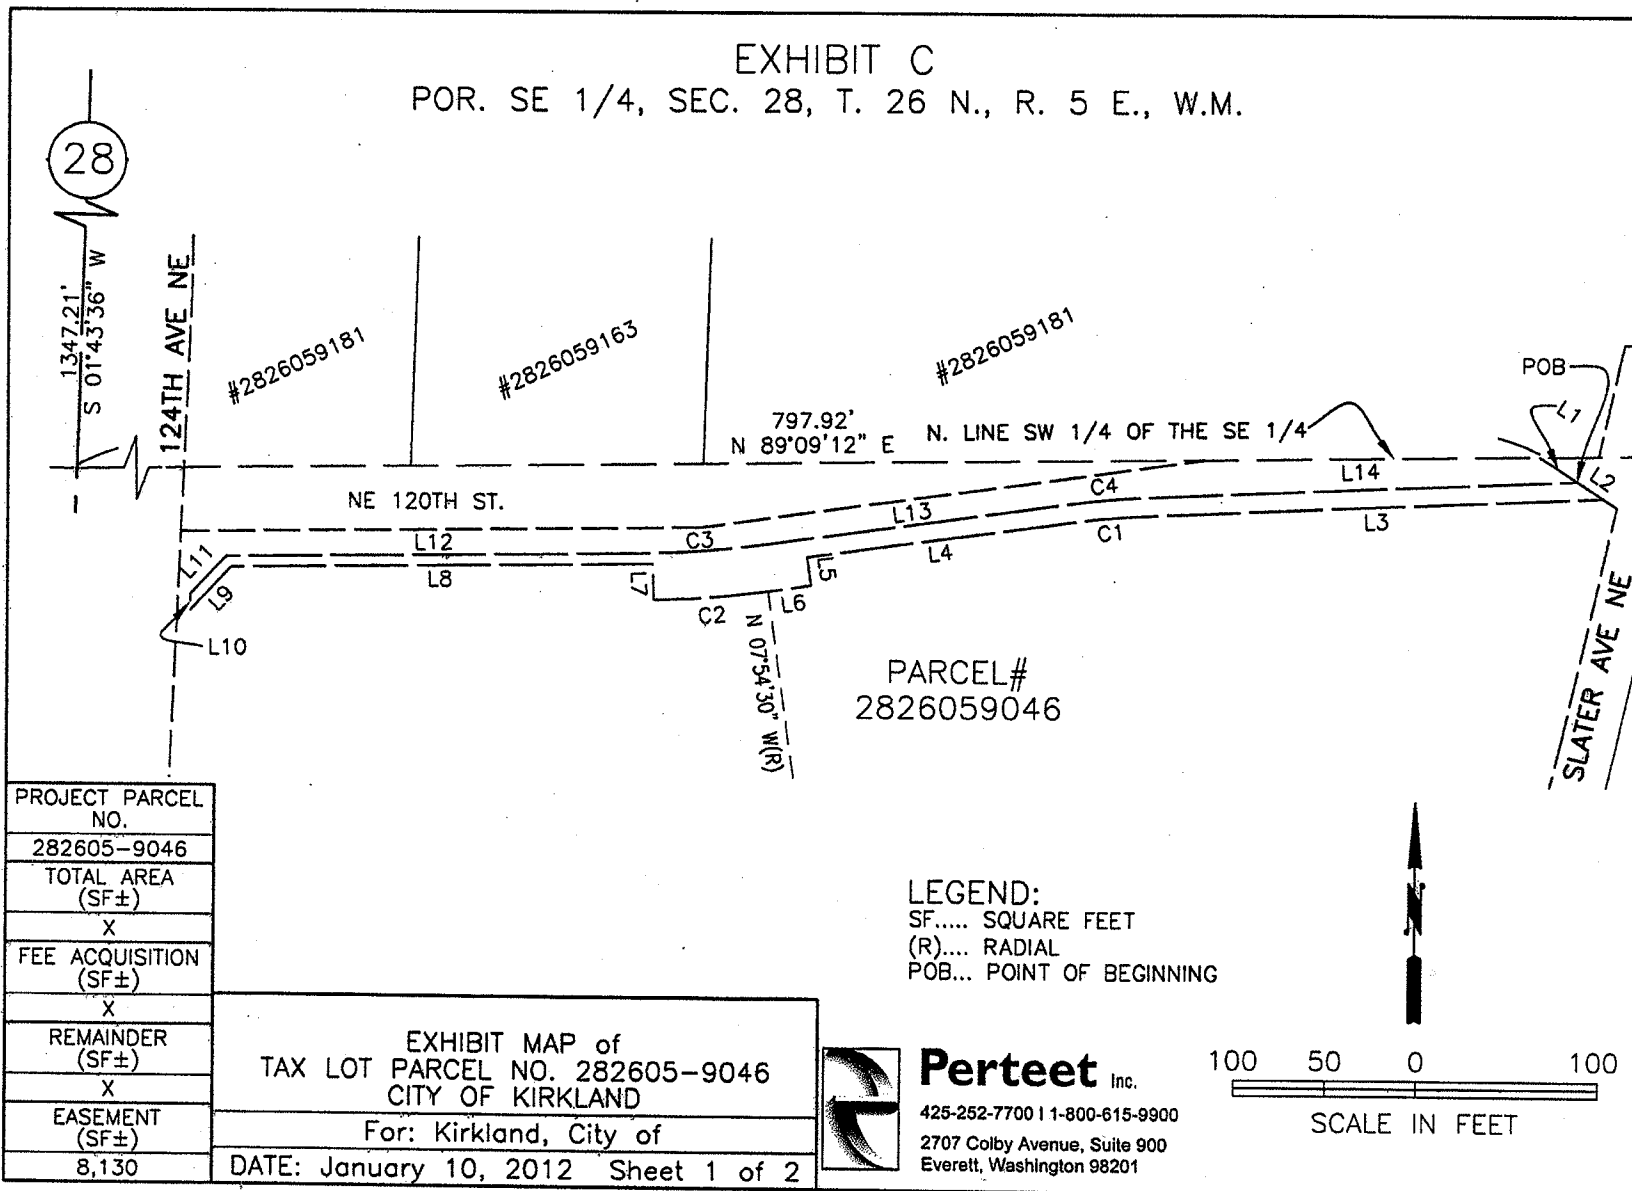 EXHIBIT C
POR. SE 1/4, SEC. 28, T. 26 N., R. 5 E., W.M.
28
1347.21'
S 01°43'36" W
124TH AVE NE
#2826059181
#2826059163
#2826059181
797.92'
N 89°09'12" E
N. LINE SW 1/4 OF THE SE 1/4
POB
L1
L2
L14
C4
L13
L3
C1
L4
NE 120TH ST.
L12
C3
L11
L8
L9
L7
L5
L6
C2
L10
N 07°54'30" W(R)
PARCEL#
2826059046
SLATER AVE NE
PROJECT PARCEL
NO.
282605-9046
TOTAL AREA
(SF±)
X
FEE ACQUISITION
(SF±)
X
REMAINDER
(SF±)
X
EASEMENT
(SF±)
8,130
EXHIBIT MAP of
TAX LOT PARCEL NO. 282605-9046
CITY OF KIRKLAND
For: Kirkland, City of
DATE: January 10, 2012 Sheet 1 of 2
LEGEND:
SF..... SQUARE FEET
(R).... RADIAL
POB... POINT OF BEGINNING
Perteet Inc.
425-252-7700 | 1-800-615-9900
2707 Colby Avenue, Suite 900
Everett, Washington 98201
N
100 50 0 100
SCALE IN FEET